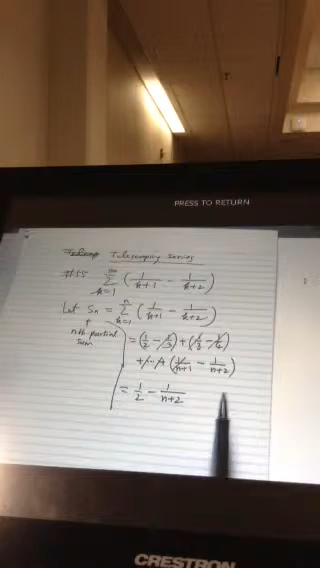 PRESS TO RETURN
Telescoping Series
#55 ∞ ∑ k=1 (1/(k+1) − 1/(k+2))
Let Sn = n ∑ k=1 (1/(k+1) − 1/(k+2))
↑
nth partial
sum
= (1/2 − 1/3) + (1/3 − 1/4)
+ ... + (1/(n+1) − 1/(n+2))
= 1/2 − 1/(n+2)
CRESTRON